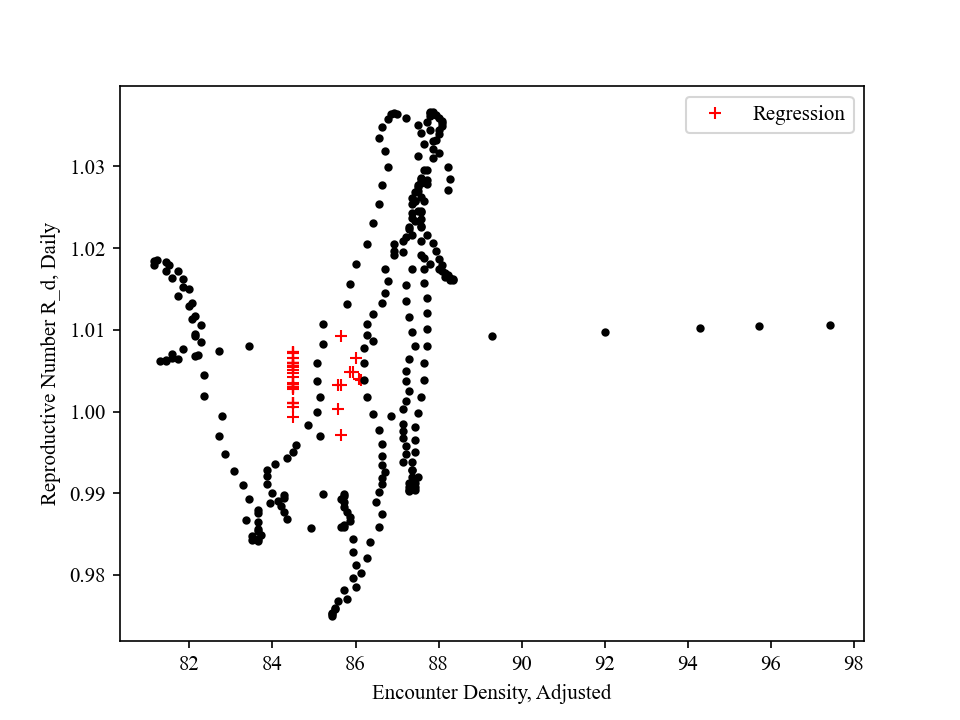 Regression
1.03
1.02
1.01
1.00
0.99
0.98
Reproductive Number R_d, Daily
82 84 86 88 90 92 94 96 98
Encounter Density, Adjusted